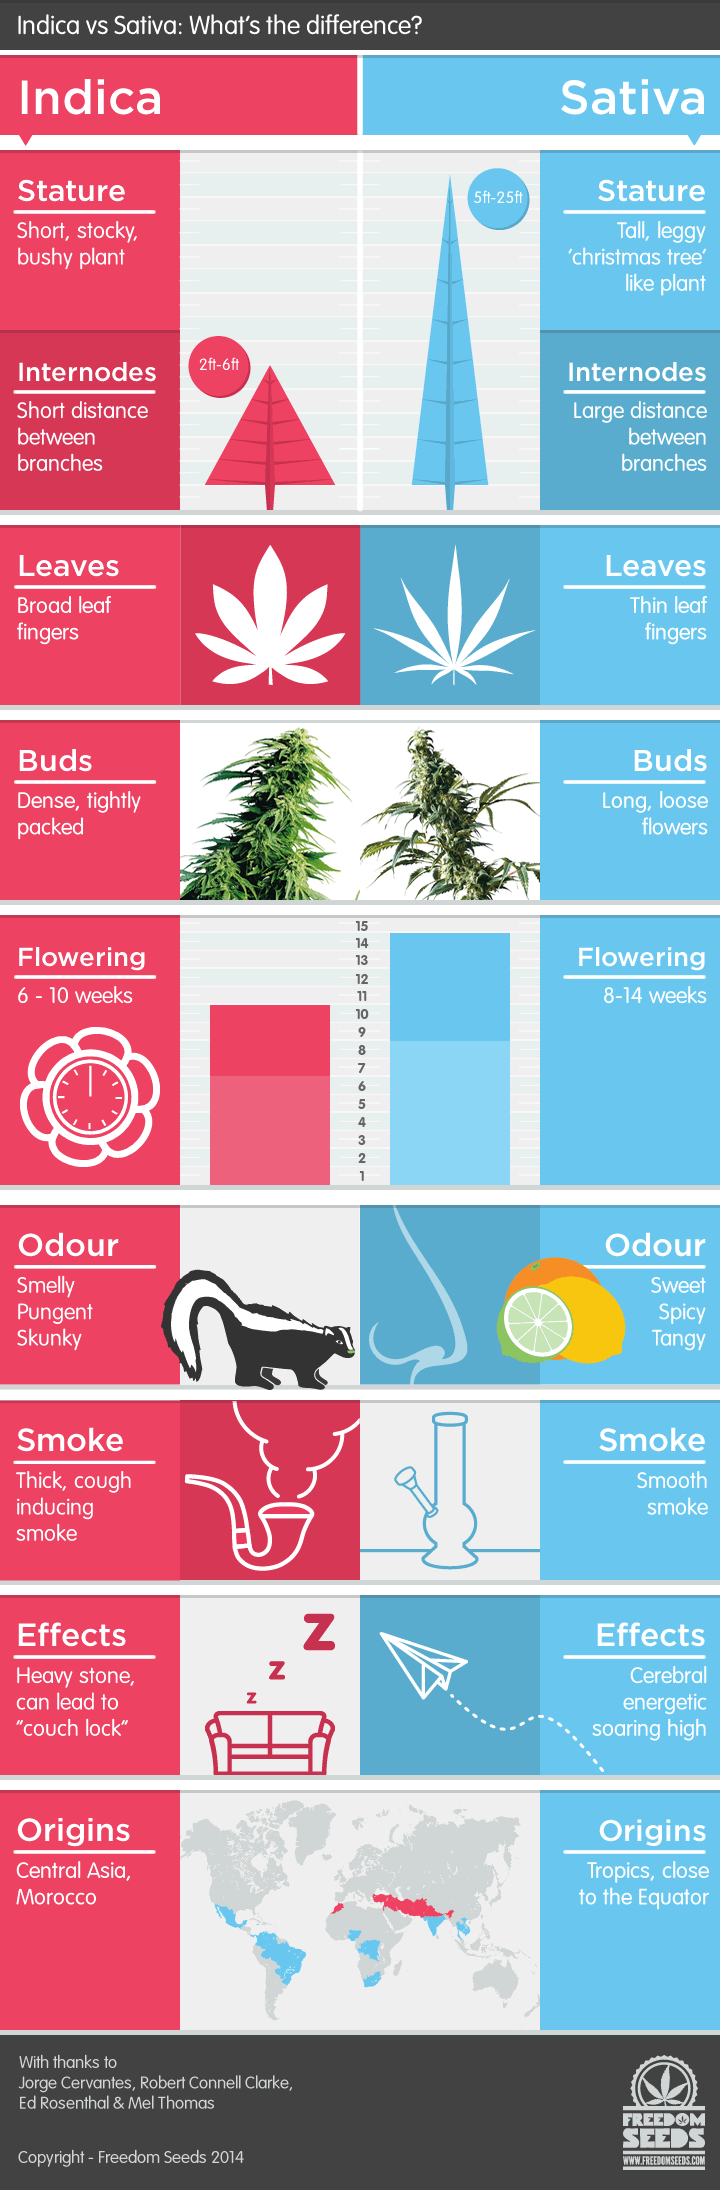 Indica vs Sativa: What's the difference?
Indica
Sativa
Stature
Short, stocky,
bushy plant
5ft-25ft
Stature
Tall, leggy
'christmas tree'
like plant
2ft-6ft
Internodes
Short distance
between
branches
Internodes
Large distance
between
branches
Leaves
Broad leaf
fingers
Leaves
Thin leaf
fingers
Buds
Dense, tightly
packed
Buds
Long, loose
flowers
Flowering
6 - 10 weeks
15
14
13
12
11
10
9
8
7
6
5
4
3
2
1
Flowering
8-14 weeks
Odour
Smelly
Pungent
Skunky
Odour
Sweet
Spicy
Tangy
Smoke
Thick, cough
inducing
smoke
Smoke
Smooth
smoke
Effects
Heavy stone,
can lead to
"couch lock"
Z
z
z
Effects
Cerebral
energetic
soaring high
Origins
Central Asia,
Morocco
Origins
Tropics, close
to the Equator
With thanks to
Jorge Cervantes, Robert Connell Clarke,
Ed Rosenthal & Mel Thomas
Copyright - Freedom Seeds 2014
FREEDOM
SEEDS
WWW.FREEDOMSEEDS.COM